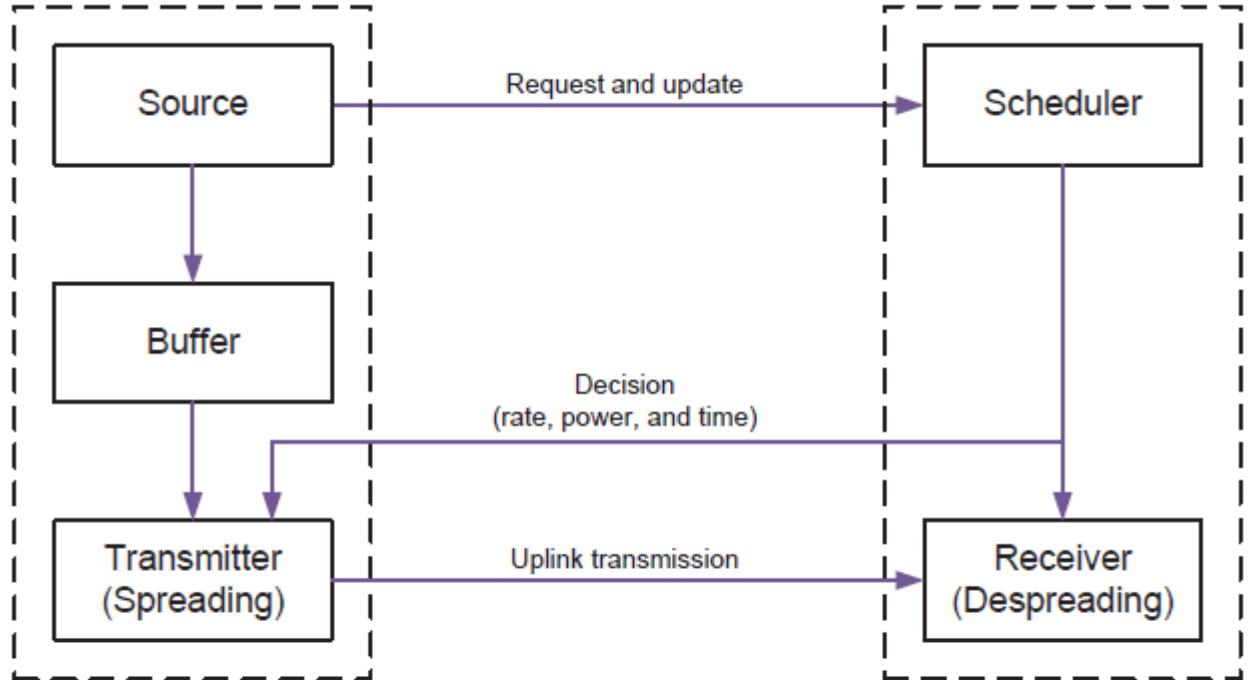 Source
Request and update
Scheduler
Buffer
Decision
(rate, power, and time)
Transmitter
(Spreading)
Uplink transmission
Receiver
(Despreading)